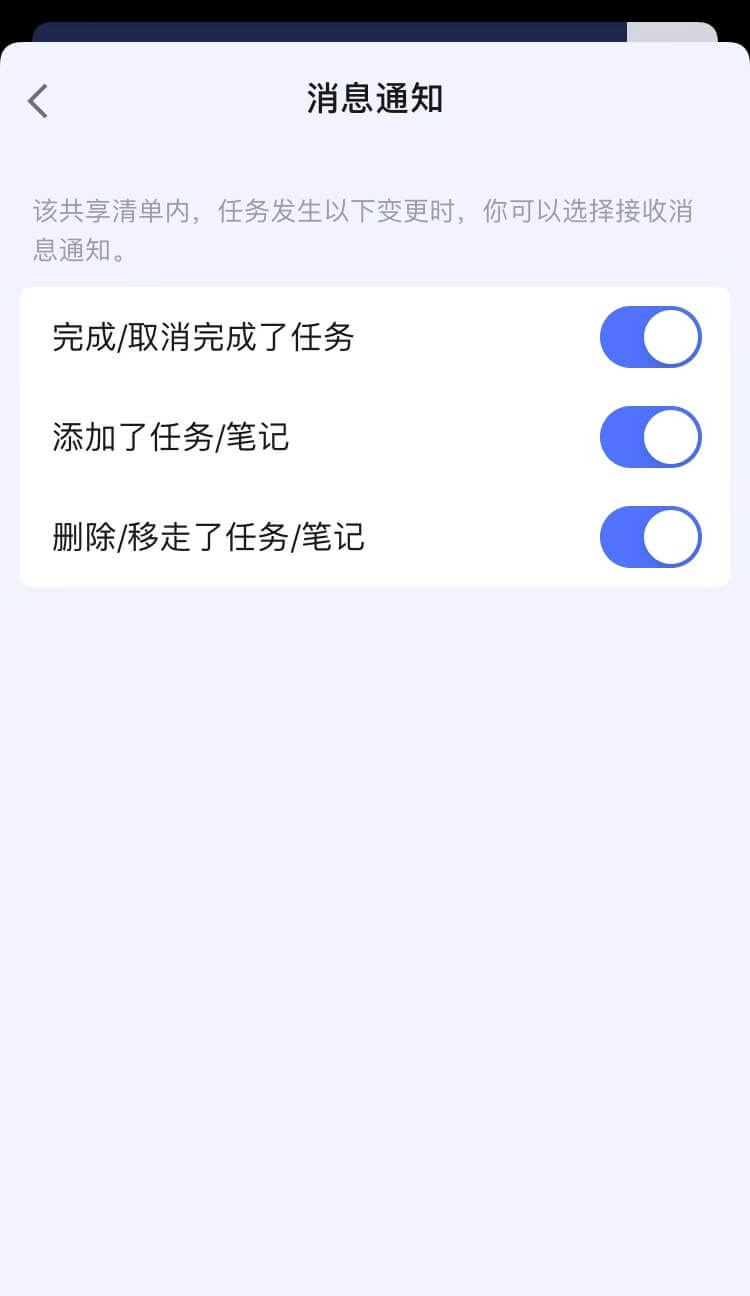 消息通知
该共享清单内，任务发生以下变更时，你可以选择接收消
息通知。
完成/取消完成了任务
添加了任务/笔记
删除/移走了任务/笔记